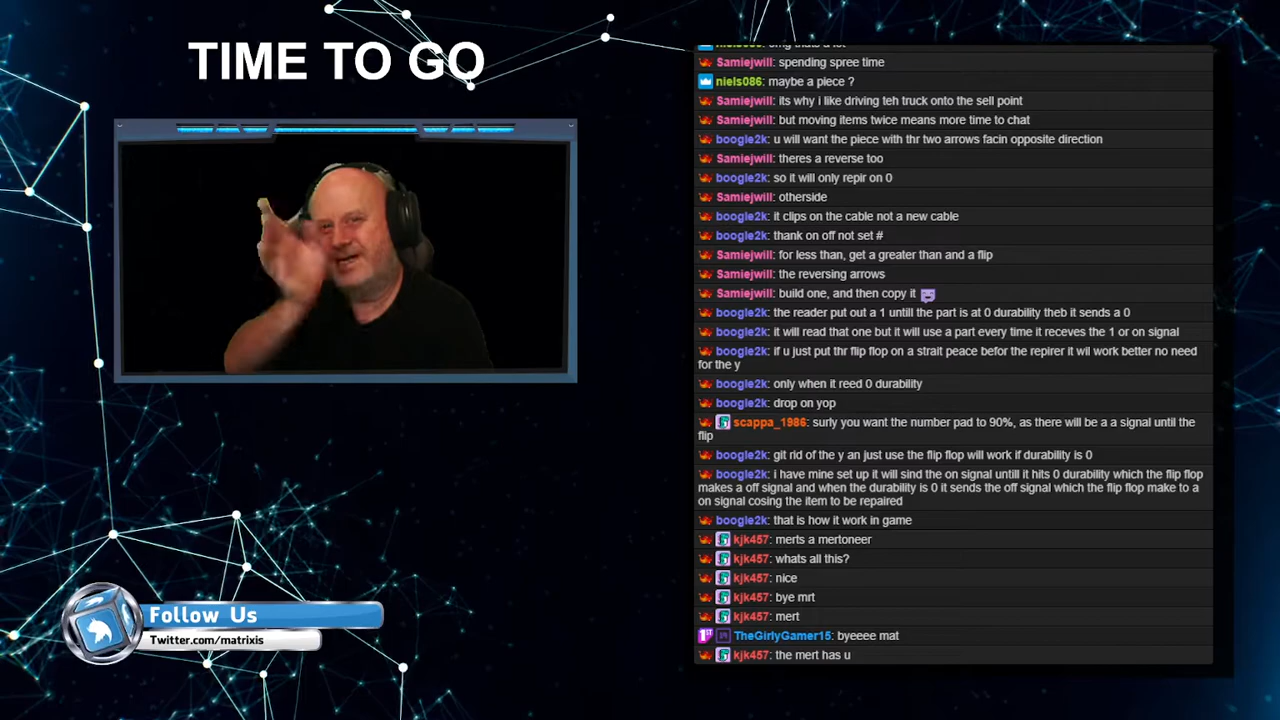 TIME TO GO
Samiejwill: spending spree time
niels086: maybe a piece ?
Samiejwill: its why i like driving teh truck onto the sell point
Samiejwill: but moving items twice means more time to chat
boogle2k: u will want the piece with thr two arrows facin opposite direction
Samiejwill: theres a reverse too
boogle2k: so it will only repir on 0
Samiejwill: otherside
boogle2k: it clips on the cable not a new cable
boogle2k: thank on off not set #
Samiejwill: for less than, get a greater than and a flip
Samiejwill: the reversing arrows
Samiejwill: build one, and then copy it
boogle2k: the reader put out a 1 untill the part is at 0 durability theb it sends a 0
boogle2k: it will read that one but it will use a part every time it receves the 1 or on signal
boogle2k: if u just put thr flip flop on a strait peace befor the repirer it wil work better no need
for the y
boogle2k: only when it reed 0 durability
boogle2k: drop on yop
scappa_1986: surly you want the number pad to 90%, as there will be a a signal until the
flip
boogle2k: git rid of the y an just use the flip flop will work if durability is 0
boogle2k: i have mine set up it will sind the on signal untill it hits 0 durability which the flip flop
makes a off signal and when the durability is 0 it sends the off signal which the flip flop make to a
on signal cosing the item to be repaired
boogle2k: that is how it work in game
kjk457: merts a mertoneer
kjk457: whats all this?
kjk457: nice
kjk457: bye mrt
kjk457: mert
1ST TheGirlyGamer15: byeeee mat
kjk457: the mert has u
Follow Us
Twitter.com/matrixis